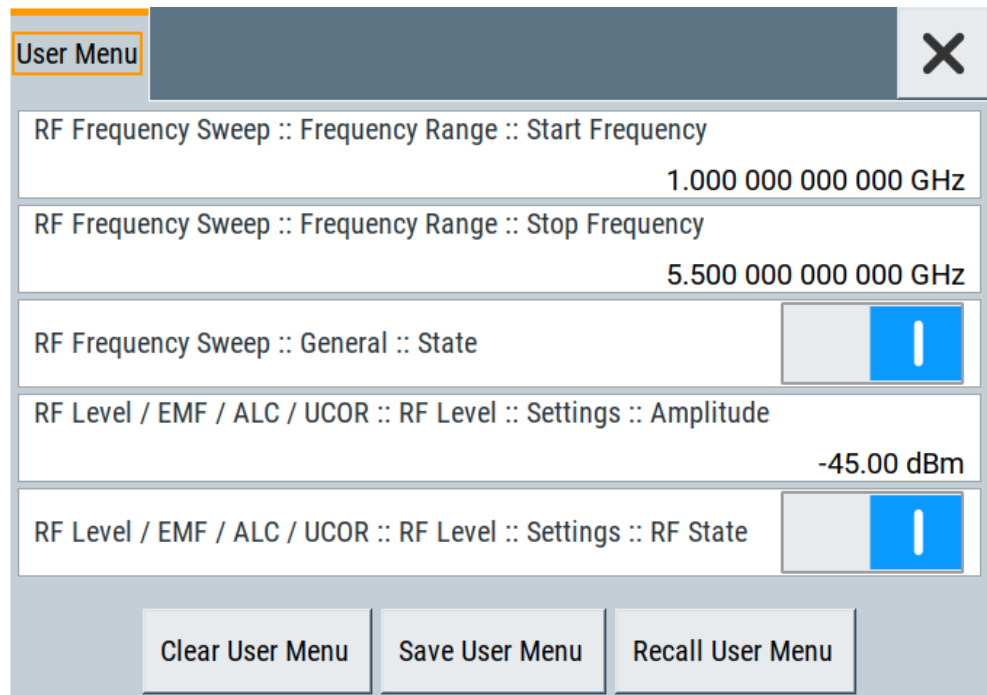 User Menu
RF Frequency Sweep :: Frequency Range :: Start Frequency
1.000 000 000 000 GHz
RF Frequency Sweep :: Frequency Range :: Stop Frequency
5.500 000 000 000 GHz
RF Frequency Sweep :: General :: State
RF Level / EMF / ALC / UCOR :: RF Level :: Settings :: Amplitude
-45.00 dBm
RF Level / EMF / ALC / UCOR :: RF Level :: Settings :: RF State
Clear User Menu Save User Menu Recall User Menu